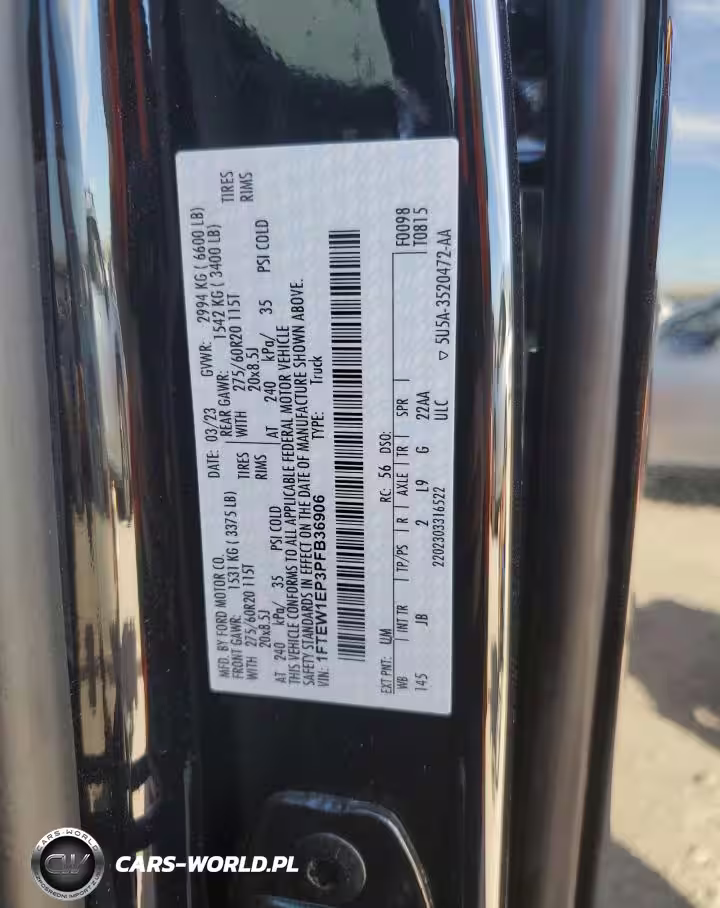 MFD. BY FORD MOTOR CO.
DATE: 03/23 GVWR: 2994 KG ( 6600 LB)
FRONT GAWR: 1531 KG ( 3375 LB) REAR GAWR: 1542 KG ( 3400 LB)
WITH 275/60R20 115T TIRES WITH 275/60R20 115T TIRES
20x8.5J RIMS 20x8.5J RIMS
AT 240 kPa/ 35 PSI COLD AT 240 kPa/ 35 PSI COLD
THIS VEHICLE CONFORMS TO ALL APPLICABLE FEDERAL MOTOR VEHICLE
SAFETY STANDARDS IN EFFECT ON THE DATE OF MANUFACTURE SHOWN ABOVE.
VIN: 1FTEW1EP3PFB36906 TYPE: Truck
EXT PNT: UM RC: 56 DSO:
WB INT TR TP/PS R AXLE TR SPR F0098
145 JB 2 L9 G 22AA T0815
2202303316522 ULC ▽ 5U5A-3520472-AA
CARS-WORLD
CW
CARS-WORLD.PL